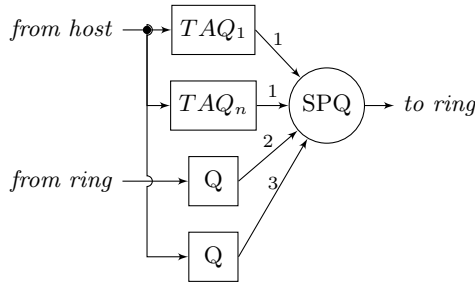 from host
TAQ1
1
TAQn
1
SPQ
to ring
2
from ring
Q
3
Q